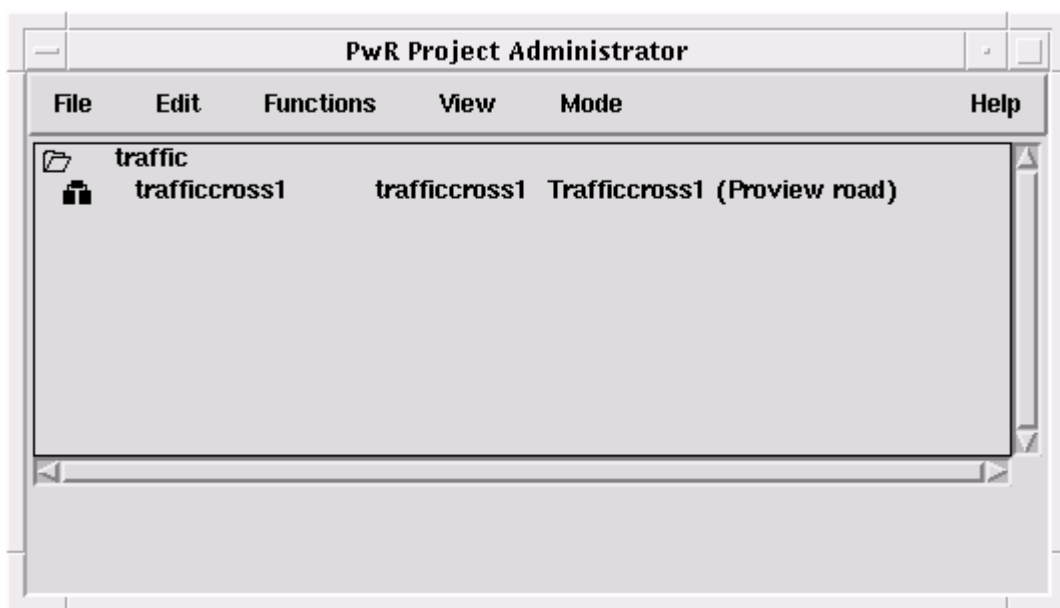 PwR Project Administrator
File Edit Functions View Mode Help
traffic
trafficcross1 trafficcross1 Trafficcross1 (Proview road)